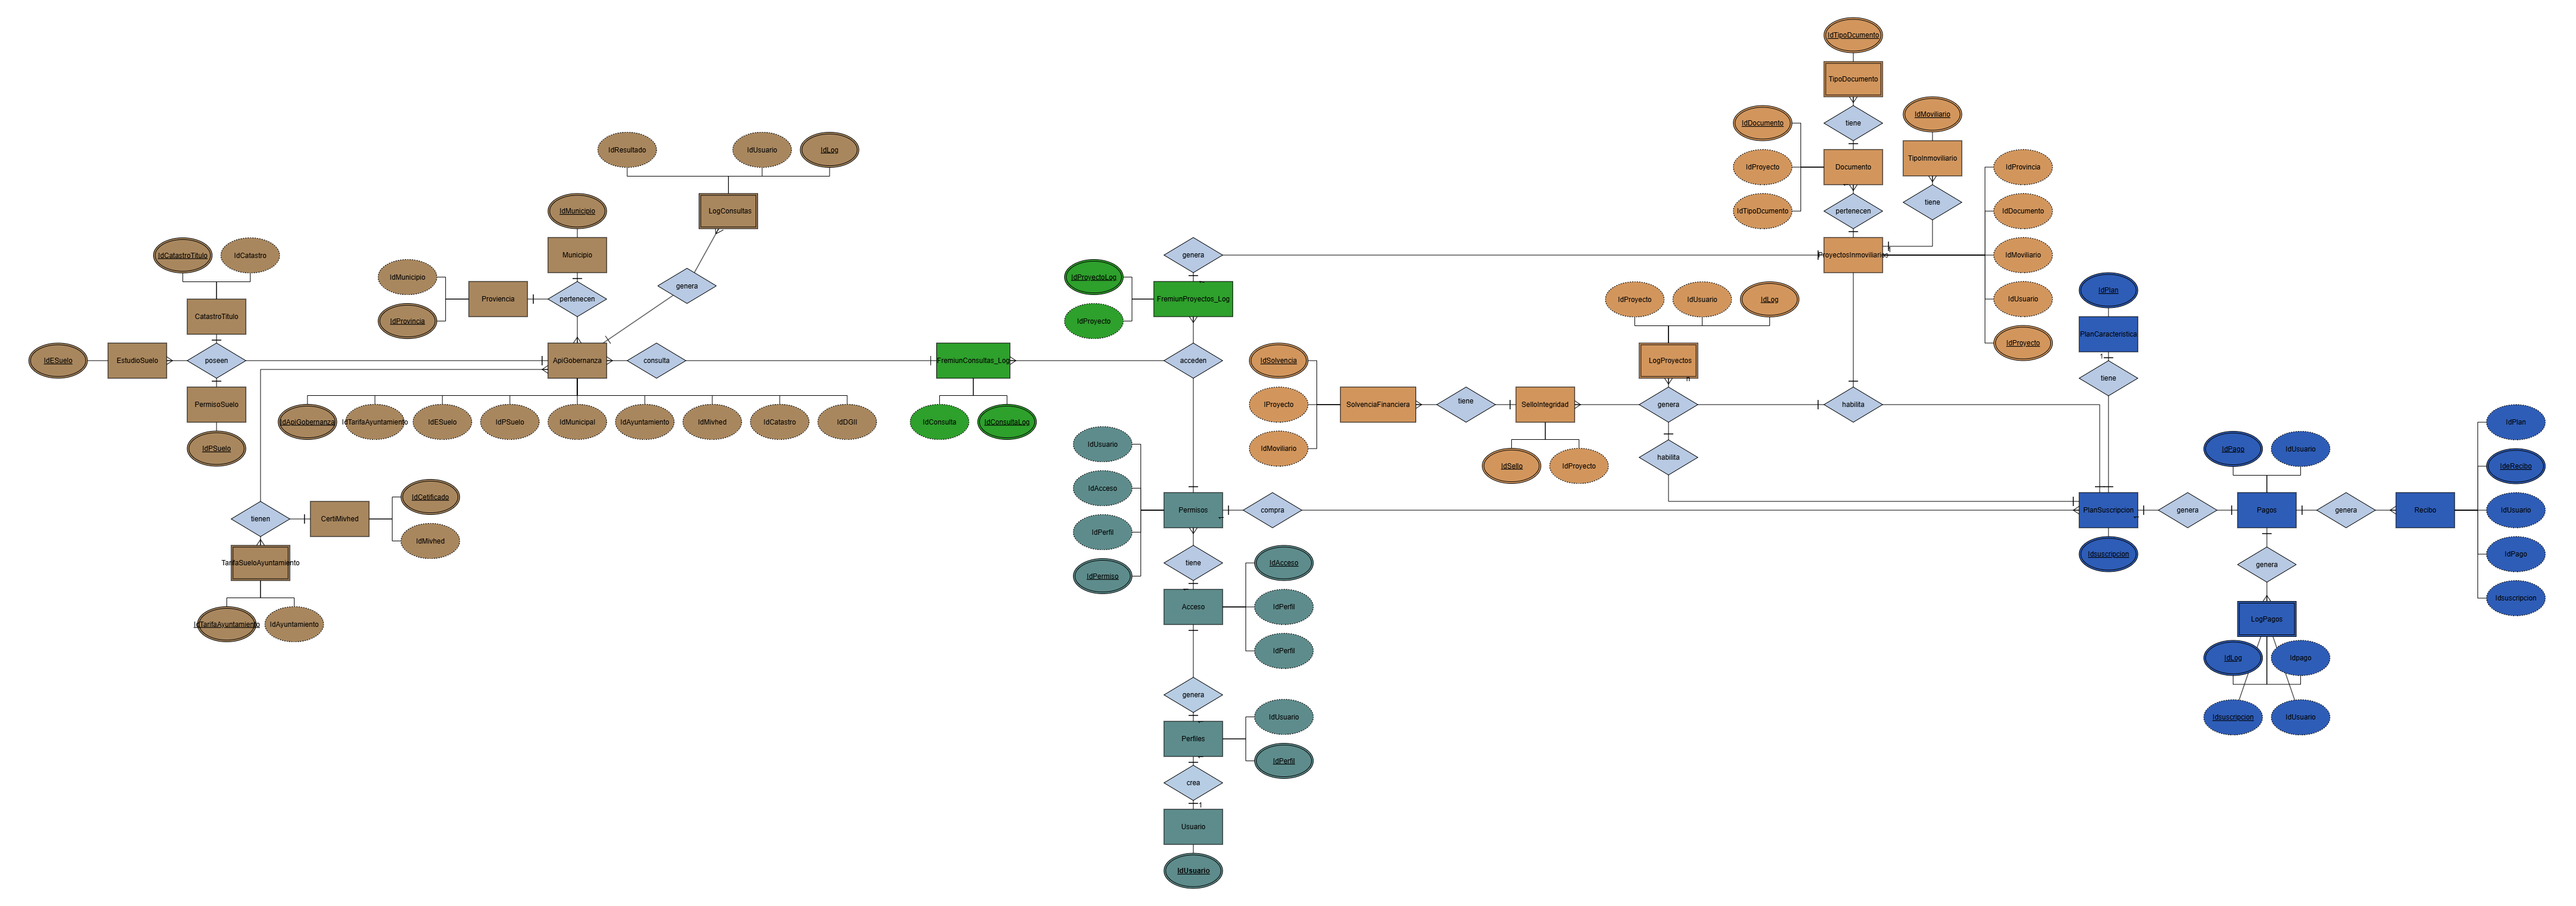 IdTipoDcumento
TipoDocumento
tiene
IdDocumento
IdProyecto
IdTipoDcumento
Documento
pertenecen
IdMoviliario
TipoInmoviliario
tiene
ProyectosInmoviliarios
IdProvincia
IdDocumento
IdMoviliario
IdUsuario
IdProyecto
IdResultado
IdUsuario
IdLog
LogConsultas
genera
IdMunicipio
Municipio
pertenecen
IdMunicipio
IdProvincia
Proviencia
IdCatastroTitulo
IdCatastro
CatastroTitulo
IdESuelo
EstudioSuelo
poseen
PermisoSuelo
IdPSuelo
ApiGobernanza
consulta
IdApiGobernanza
IdTarifaAyuntamiento
IdESuelo
IdPSuelo
IdMunicipal
IdAyuntamiento
IdMivhed
IdCatastro
IdDGII
tienen
CertiMivhed
IdCetificado
IdMivhed
TarifaSueloAyuntamiento
IdTarifaAyuntamiento
IdAyuntamiento
genera
IdProyectoLog
IdProyecto
FremiunProyectos_Log
FremiunConsultas_Log
acceden
IdConsulta
IdConsultaLog
IdUsuario
IdAcceso
IdPerfil
IdPermiso
Permisos
compra
tiene
Acceso
IdAcceso
IdPerfil
IdPerfil
genera
Perfiles
IdUsuario
IdPerfil
crea
1
Usuario
IdUsuario
IdProyecto
IdUsuario
IdLog
LogProyectos
n
IdSolvencia
IProyecto
IdMoviliario
SolvenciaFinanciera
tiene
SelloIntegridad
genera
habilita
IdSello
IdProyecto
habilita
IdPlan
PlanCaracteristica
1
tiene
PlanSuscripcion
Idsuscripcion
genera
IdPago
IdUsuario
Pagos
genera
Recibo
IdPlan
IdeRecibo
IdUsuario
IdPago
Idsuscripcion
genera
LogPagos
IdLog
Idpago
Idsuscripcion
IdUsuario